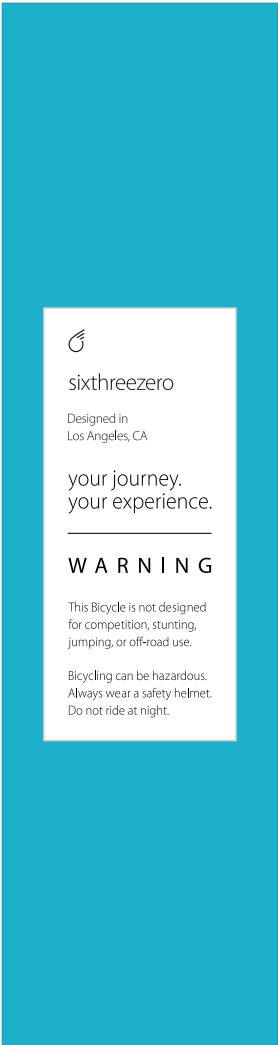 sixthreezero
Designed in
Los Angeles, CA
your journey.
your experience.
WARNING
This Bicycle is not designed
for competition, stunting,
jumping, or off-road use.
Bicycling can be hazardous.
Always wear a safety helmet.
Do not ride at night.